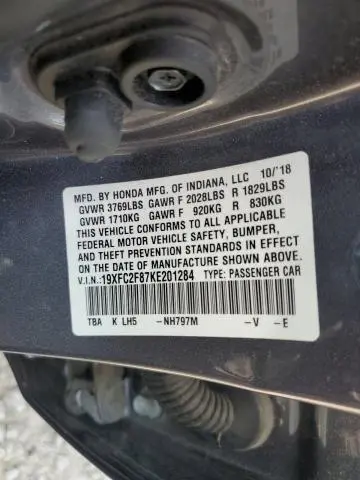 MFD. BY HONDA MFG. OF INDIANA, LLC 10/'18
GVWR 3769LBS GAWR F 2028LBS R 1829LBS
GVWR 1710KG GAWR F 920KG R 830KG
THIS VEHICLE CONFORMS TO ALL APPLICABLE
FEDERAL MOTOR VEHICLE SAFETY, BUMPER,
AND THEFT PREVENTION STANDARDS IN EFFECT
ON THE DATE OF MANUFACTURE SHOWN ABOVE.
V.I.N.:19XFC2F87KE201284 TYPE: PASSENGER CAR
TBA K LH5 -NH797M -V -E